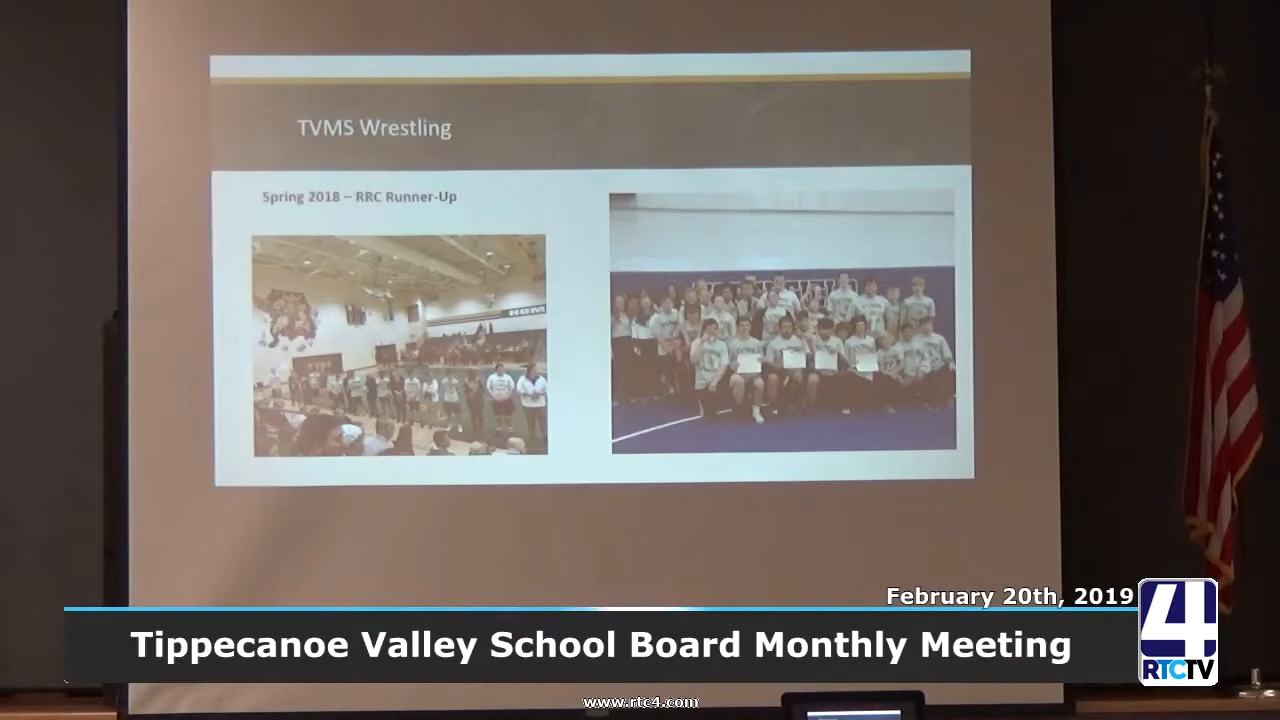 TVMS Wrestling
Spring 2018 – RRC Runner-Up
HOM
February 20th, 2019
Tippecanoe Valley School Board Monthly Meeting
4
RTCTV
www.rtc4.com